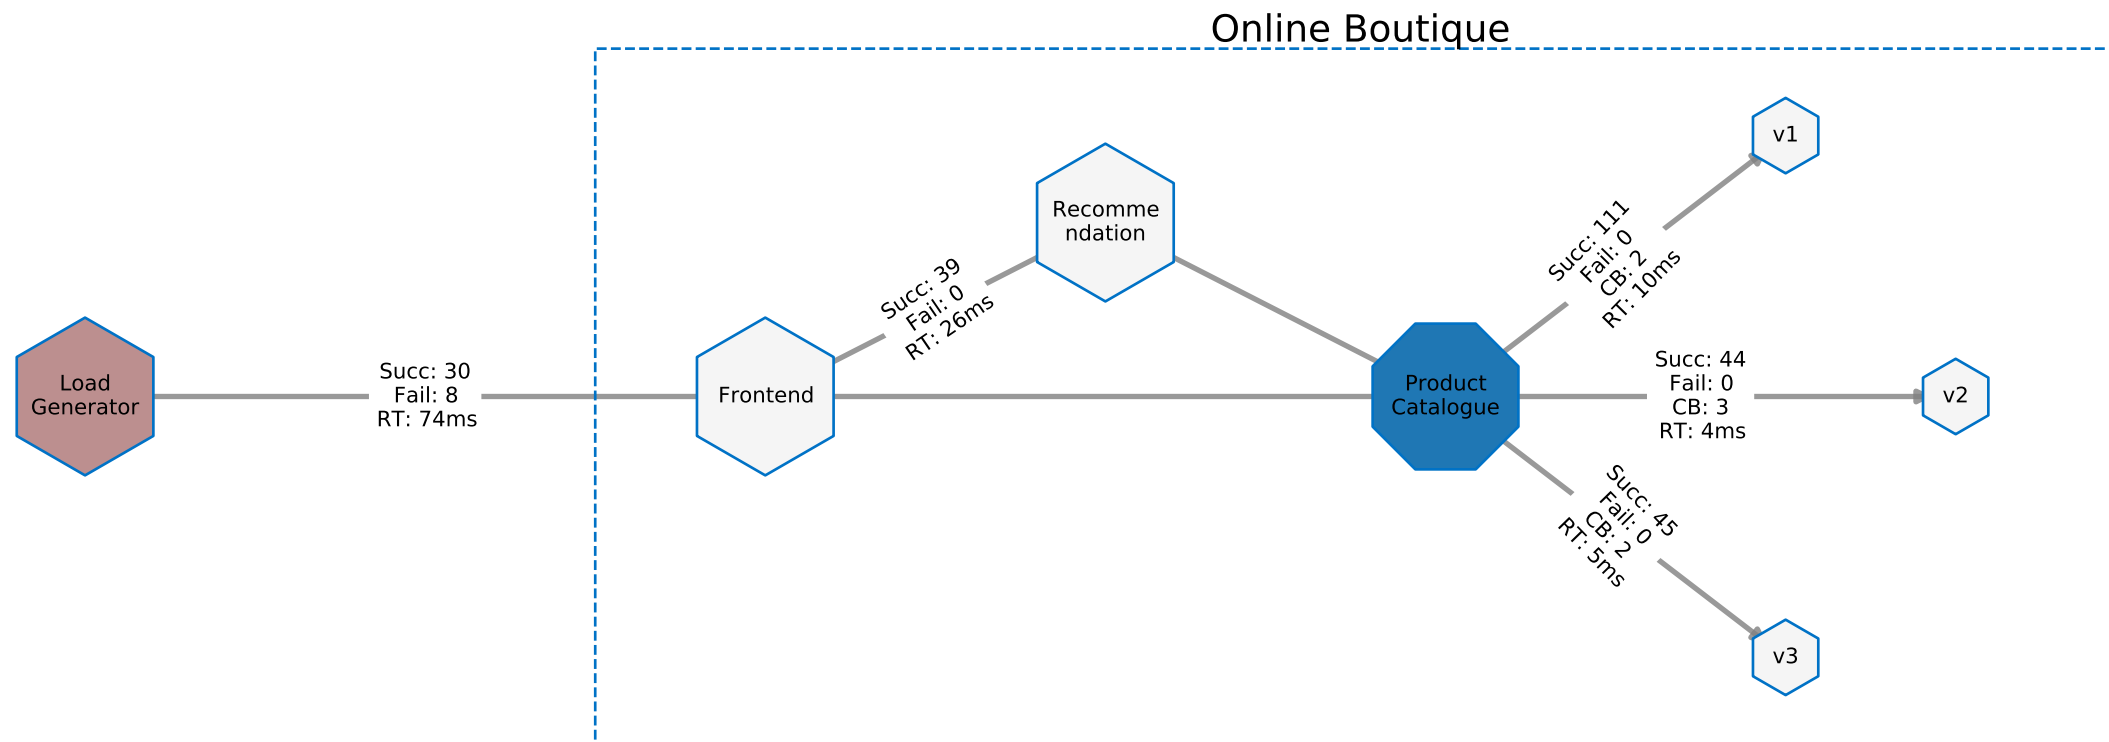 Online Boutique
Load
Generator
Succ: 30
Fail: 8
RT: 74ms
Frontend
Succ: 39
Fail: 0
RT: 26ms
Recomme
ndation
Product
Catalogue
Succ: 111
Fail: 0
CB: 2
RT: 10ms
v1
Succ: 44
Fail: 0
CB: 3
RT: 4ms
v2
Succ: 45
Fail: 0
CB: 2
RT: 5ms
v3